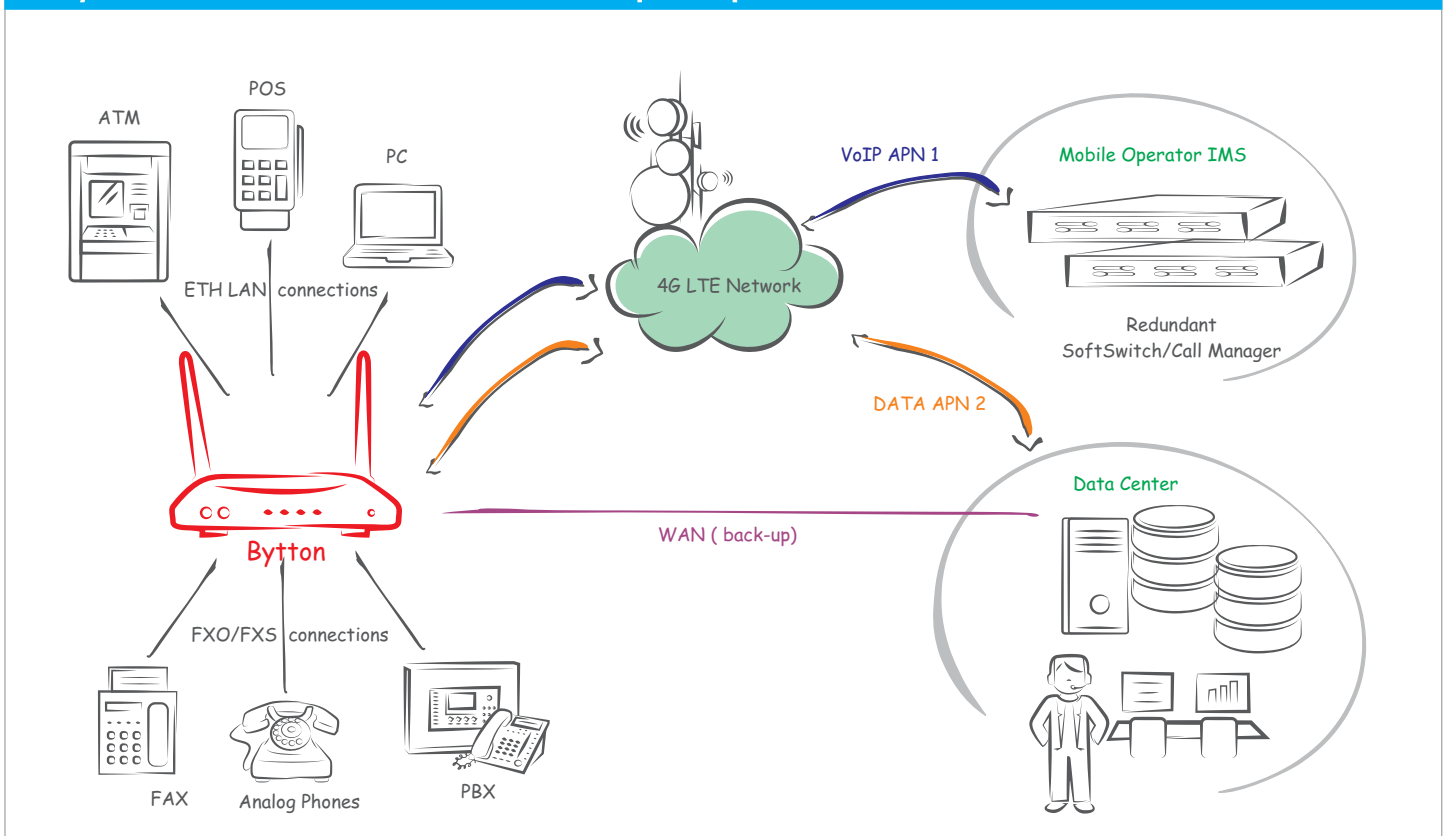 POS
ATM
PC
VoIP APN 1
Mobile Operator IMS
ETH LAN connections
4G LTE Network
Redundant
SoftSwitch/Call Manager
DATA APN 2
Data Center
WAN ( back-up)
Bytton
FXO/FXS connections
FAX
Analog Phones
PBX